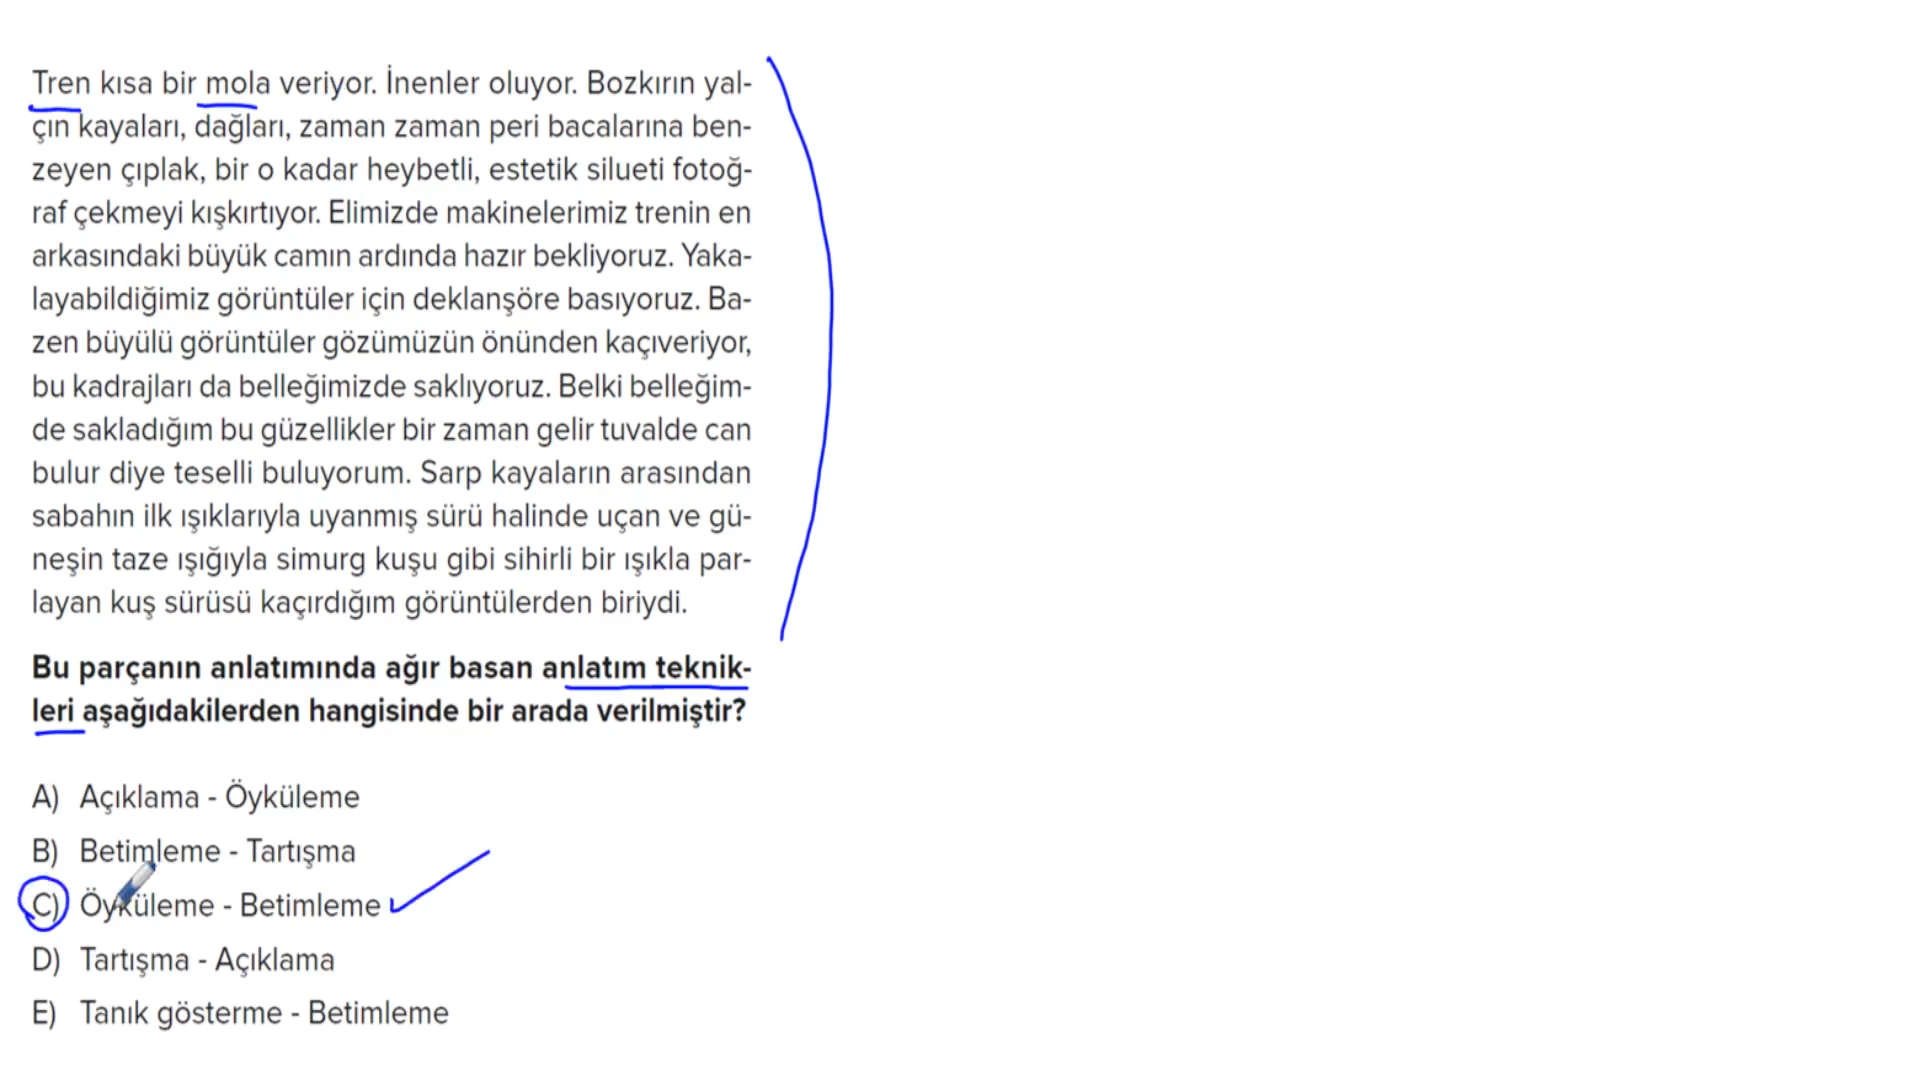 Tren kısa bir mola veriyor. İnenler oluyor. Bozkırın yal-
çın kayaları, dağları, zaman zaman peri bacalarına ben-
zeyen çıplak, bir o kadar heybetli, estetik silueti fotoğ-
raf çekmeyi kışkırtıyor. Elimizde makinelerimiz trenin en
arkasındaki büyük camın ardında hazır bekliyoruz. Yaka-
layabildiğimiz görüntüler için deklanşöre basıyoruz. Ba-
zen büyülü görüntüler gözümüzün önünden kaçıveriyor,
bu kadrajları da belleğimizde saklıyoruz. Belki belleğim-
de sakladığım bu güzellikler bir zaman gelir tuvalde can
bulur diye teselli buluyorum. Sarp kayaların arasından
sabahın ilk ışıklarıyla uyanmış sürü halinde uçan ve gü-
neşin taze ışığıyla simurg kuşu gibi sihirli bir ışıkla par-
layan kuş sürüsü kaçırdığım görüntülerden biriydi.
Bu parçanın anlatımında ağır basan anlatım teknik-
leri aşağıdakilerden hangisinde bir arada verilmiştir?
A) Açıklama - Öyküleme
B) Betimleme - Tartışma
C) Öyküleme - Betimleme
D) Tartışma - Açıklama
E) Tanık gösterme - Betimleme